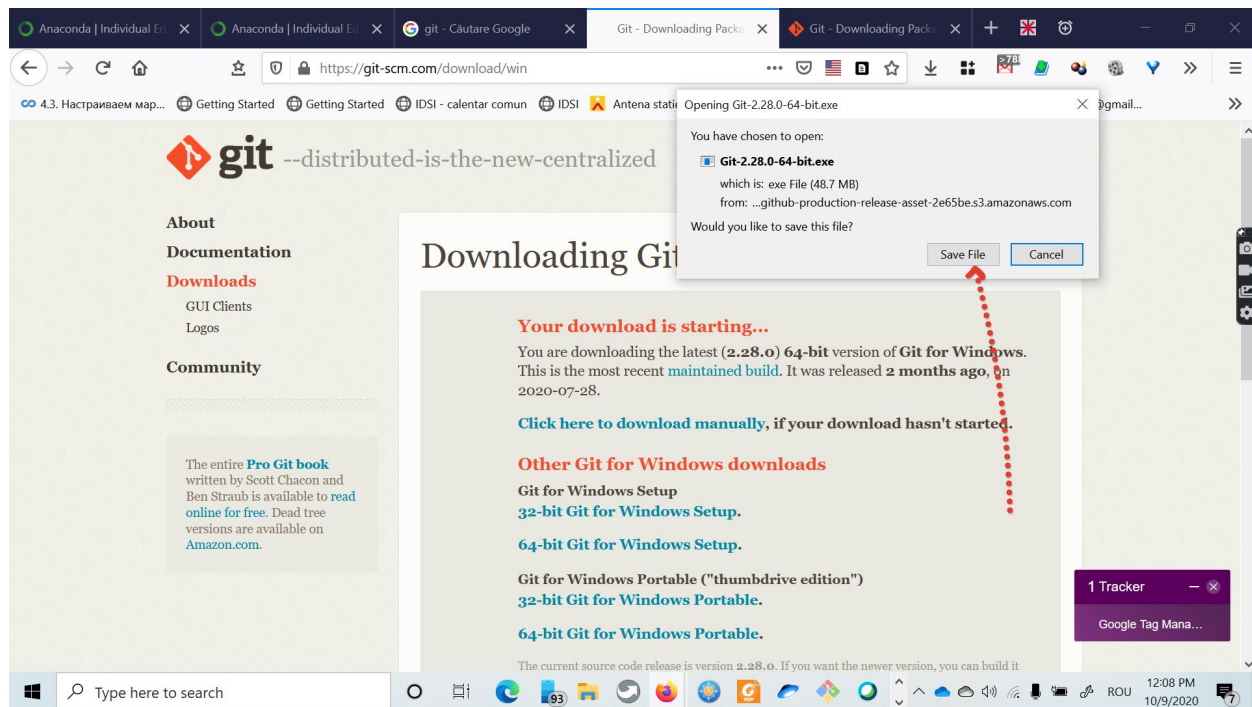 Anaconda | Individual Ed
Anaconda | Individual Ed
git - Căutare Google
Git - Downloading Packa
Git - Downloading Packa
https://git-scm.com/download/win
>78
4.3. Настраиваем мар...
Getting Started
Getting Started
IDSI - calentar comun
IDSI
Antena stati
@gmail...
Opening Git-2.28.0-64-bit.exe
You have chosen to open:
Git-2.28.0-64-bit.exe
which is: exe File (48.7 MB)
from: ...github-production-release-asset-2e65be.s3.amazonaws.com
Would you like to save this file?
Save File
Cancel
git --distributed-is-the-new-centralized
About
Documentation
Downloads
GUI Clients
Logos
Community
The entire Pro Git book
written by Scott Chacon and
Ben Straub is available to read
online for free. Dead tree
versions are available on
Amazon.com.
Downloading Git
Your download is starting...
You are downloading the latest (2.28.0) 64-bit version of Git for Windows.
This is the most recent maintained build. It was released 2 months ago, on
2020-07-28.
Click here to download manually, if your download hasn't started.
Other Git for Windows downloads
Git for Windows Setup
32-bit Git for Windows Setup.
64-bit Git for Windows Setup.
Git for Windows Portable ("thumbdrive edition")
32-bit Git for Windows Portable.
64-bit Git for Windows Portable.
The current source code release is version 2.28.0. If you want the newer version, you can build it
1 Tracker
Google Tag Mana...
Type here to search
93
ROU
12:08 PM
10/9/2020
7